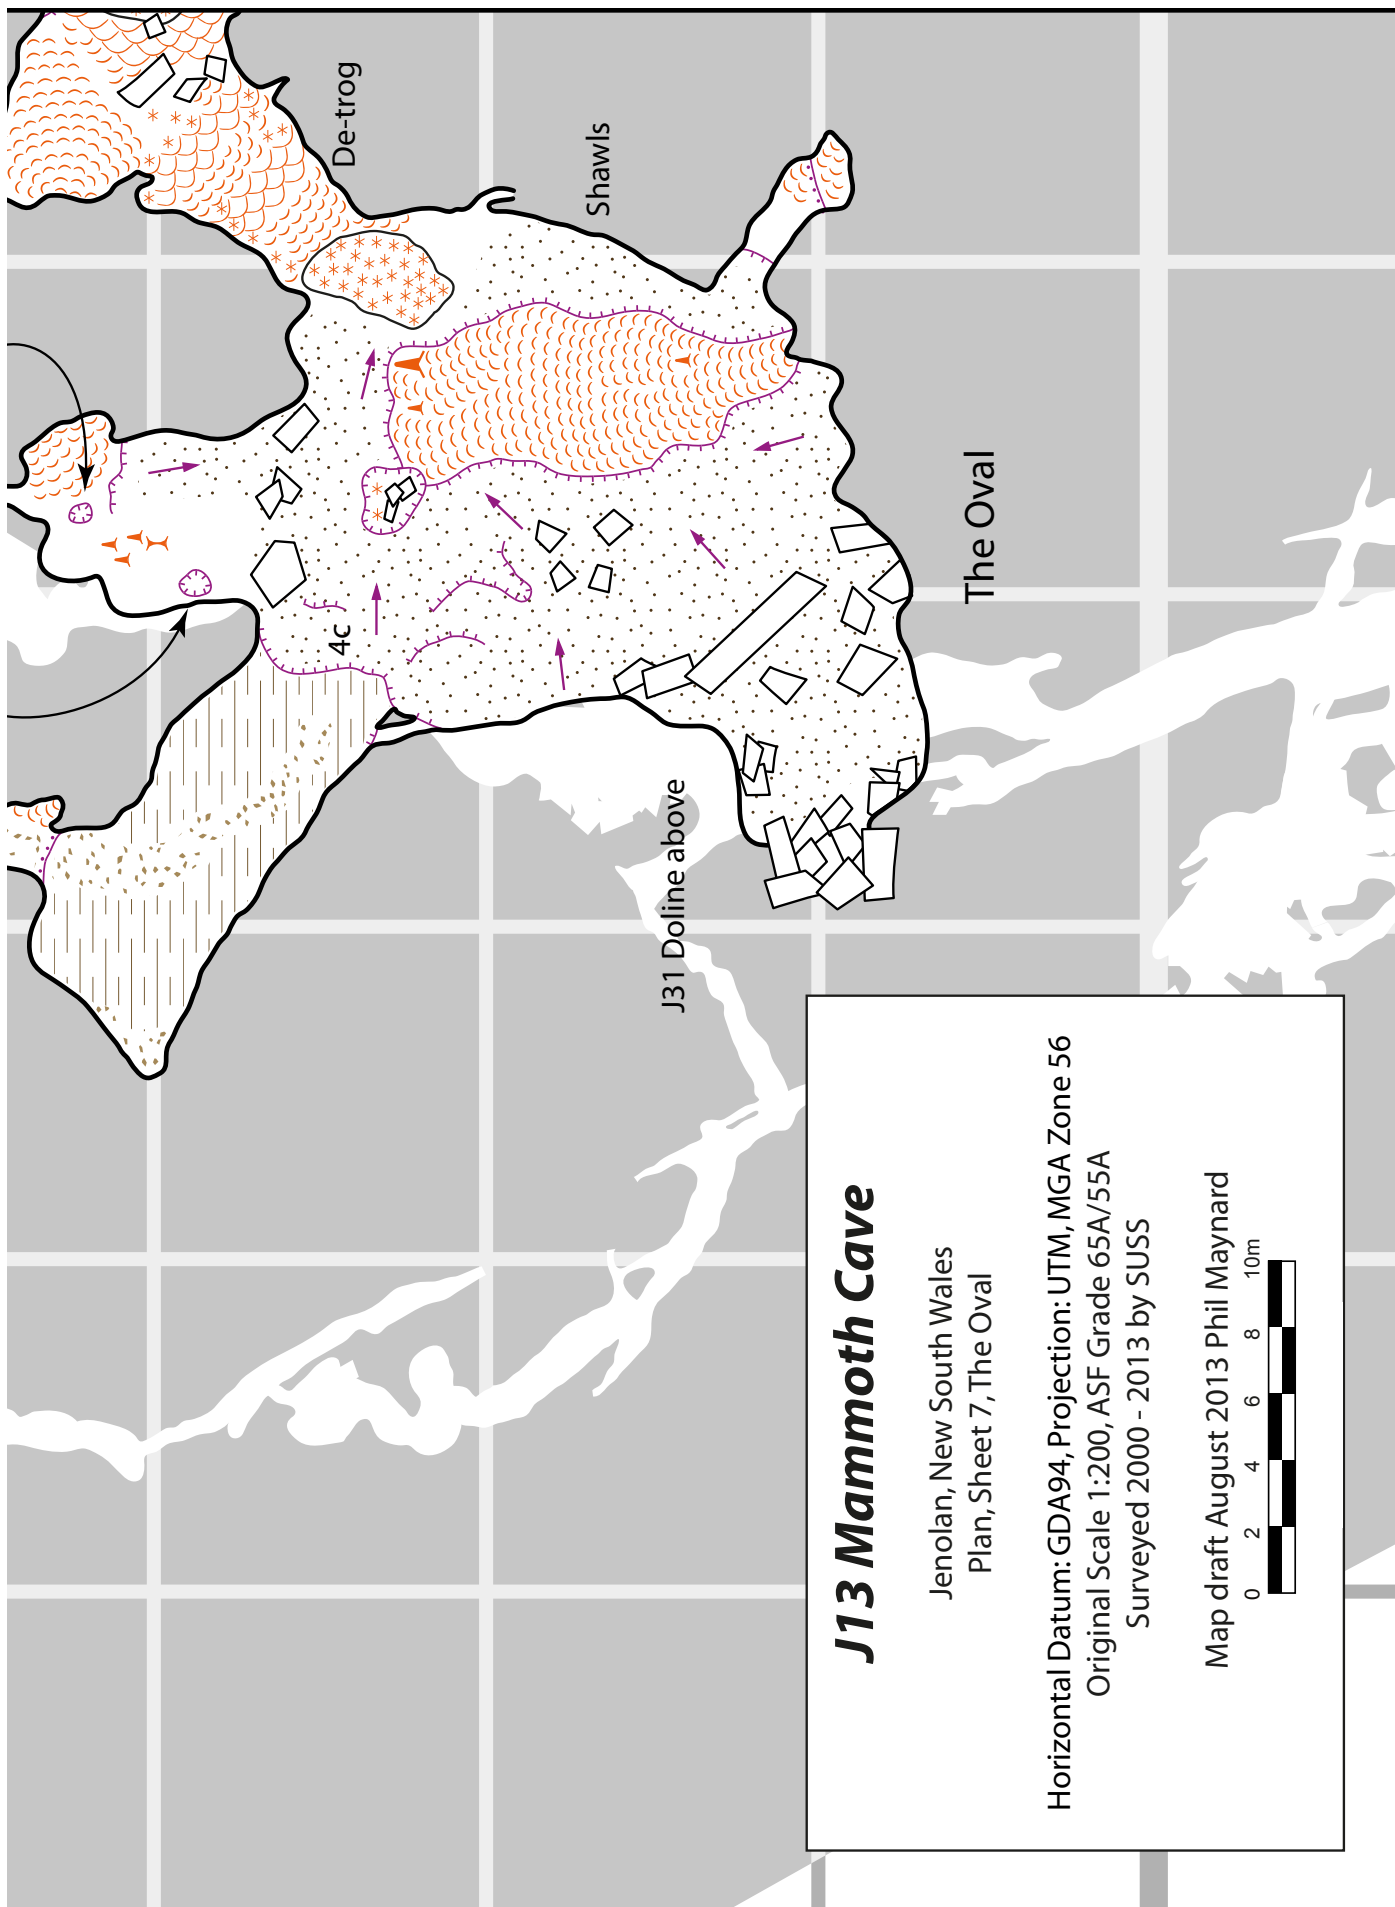 De-trog
Shawls
4c
The Oval
J31 Doline above
J13 Mammoth Cave
Jenolan, New South Wales
Plan, Sheet 7, The Oval
Horizontal Datum: GDA94, Projection: UTM, MGA Zone 56
Original Scale 1:200, ASF Grade 65A/55A
Surveyed 2000 - 2013 by SUSS
Map draft August 2013 Phil Maynard
0 2 4 6 8 10m